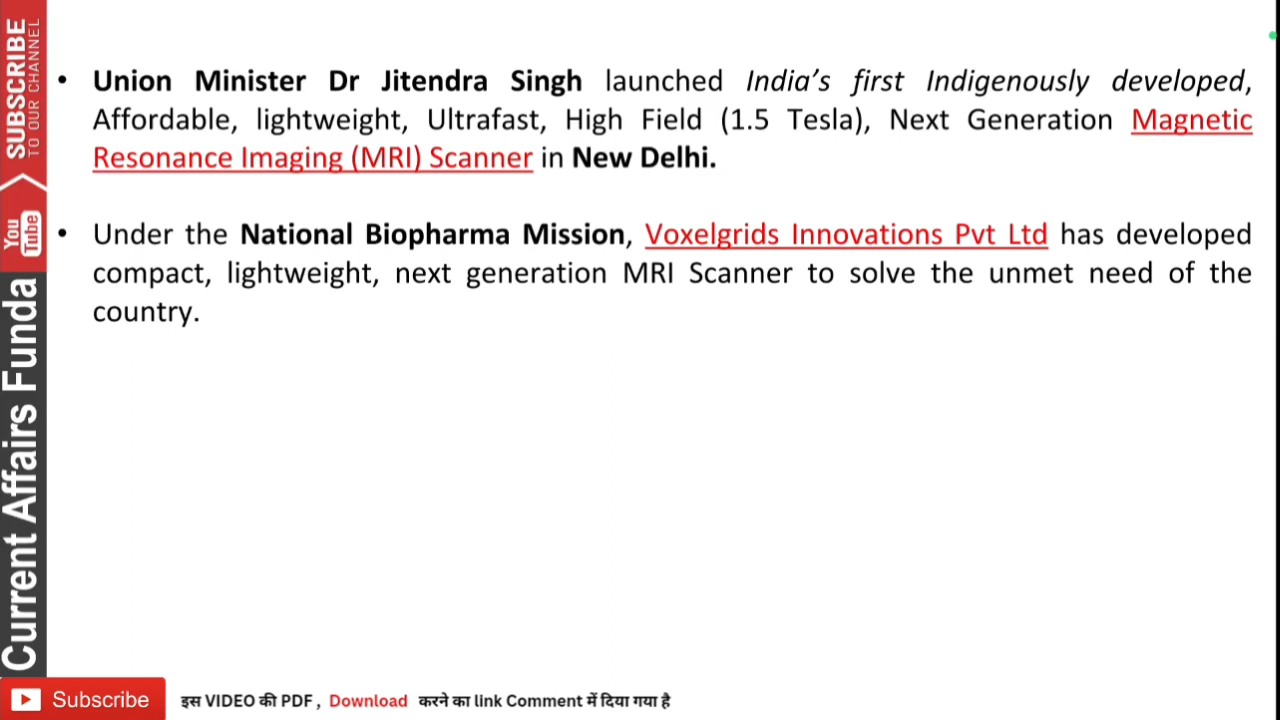 • Union Minister Dr Jitendra Singh launched India's first Indigenously developed,
Affordable, lightweight, Ultrafast, High Field (1.5 Tesla), Next Generation Magnetic
Resonance Imaging (MRI) Scanner in New Delhi.
• Under the National Biopharma Mission, Voxelgrids Innovations Pvt Ltd has developed
compact, lightweight, next generation MRI Scanner to solve the unmet need of the
country.
SUBSCRIBE
TO OUR CHANNEL
You
Tube
Current Affairs Funda
Subscribe
इस VIDEO की PDF , Download करने का link Comment में दिया गया है